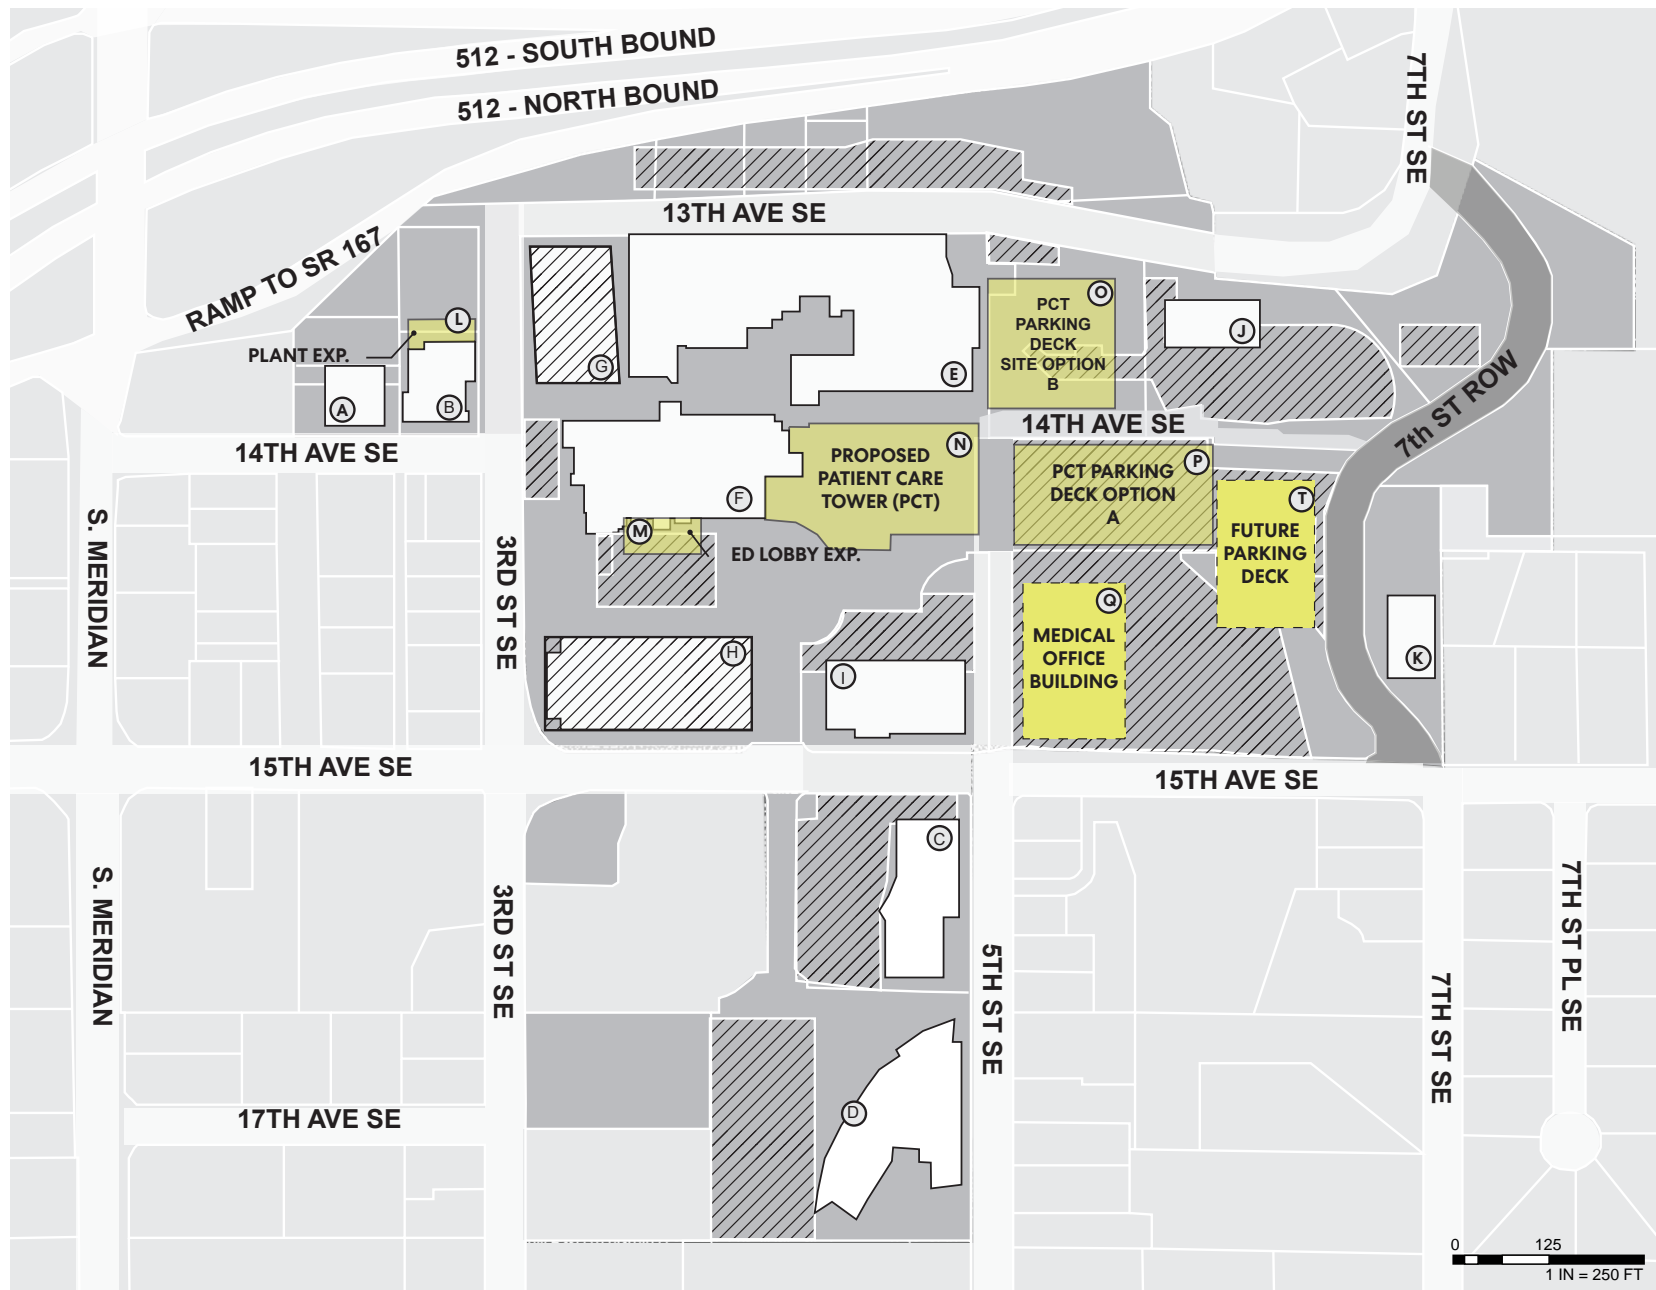 512 - SOUTH BOUND
512 - NORTH BOUND
7TH ST SE
13TH AVE SE
RAMP TO SR 167
L
PLANT EXP.
A
B
G
E
O
PCT
PARKING
DECK
SITE OPTION
B
J
7th ST ROW
14TH AVE SE
14TH AVE SE
F
N
PROPOSED
PATIENT CARE
TOWER (PCT)
P
PCT PARKING
DECK OPTION
A
T
FUTURE
PARKING
DECK
M
ED LOBBY EXP.
S. MERIDIAN
3RD ST SE
H
I
Q
MEDICAL
OFFICE
BUILDING
K
15TH AVE SE
15TH AVE SE
S. MERIDIAN
3RD ST SE
C
5TH ST SE
7TH ST SE
7TH ST PL SE
D
17TH AVE SE
0 125
1 IN = 250 FT